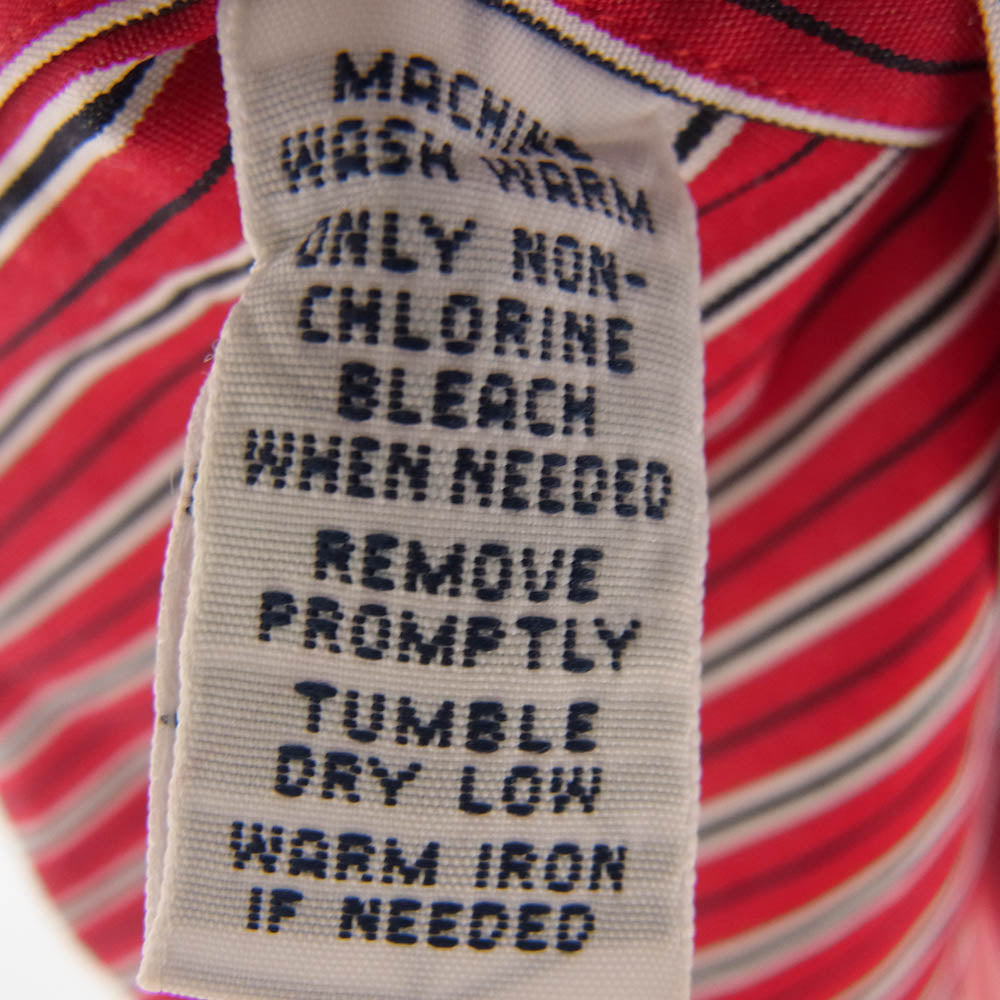 MACHINE
WASH WARM
ONLY NON-
CHLORINE
BLEACH
WHEN NEEDED
REMOVE
PROMPTLY
TUMBLE
DRY LOW
WARM IRON
IF NEEDED